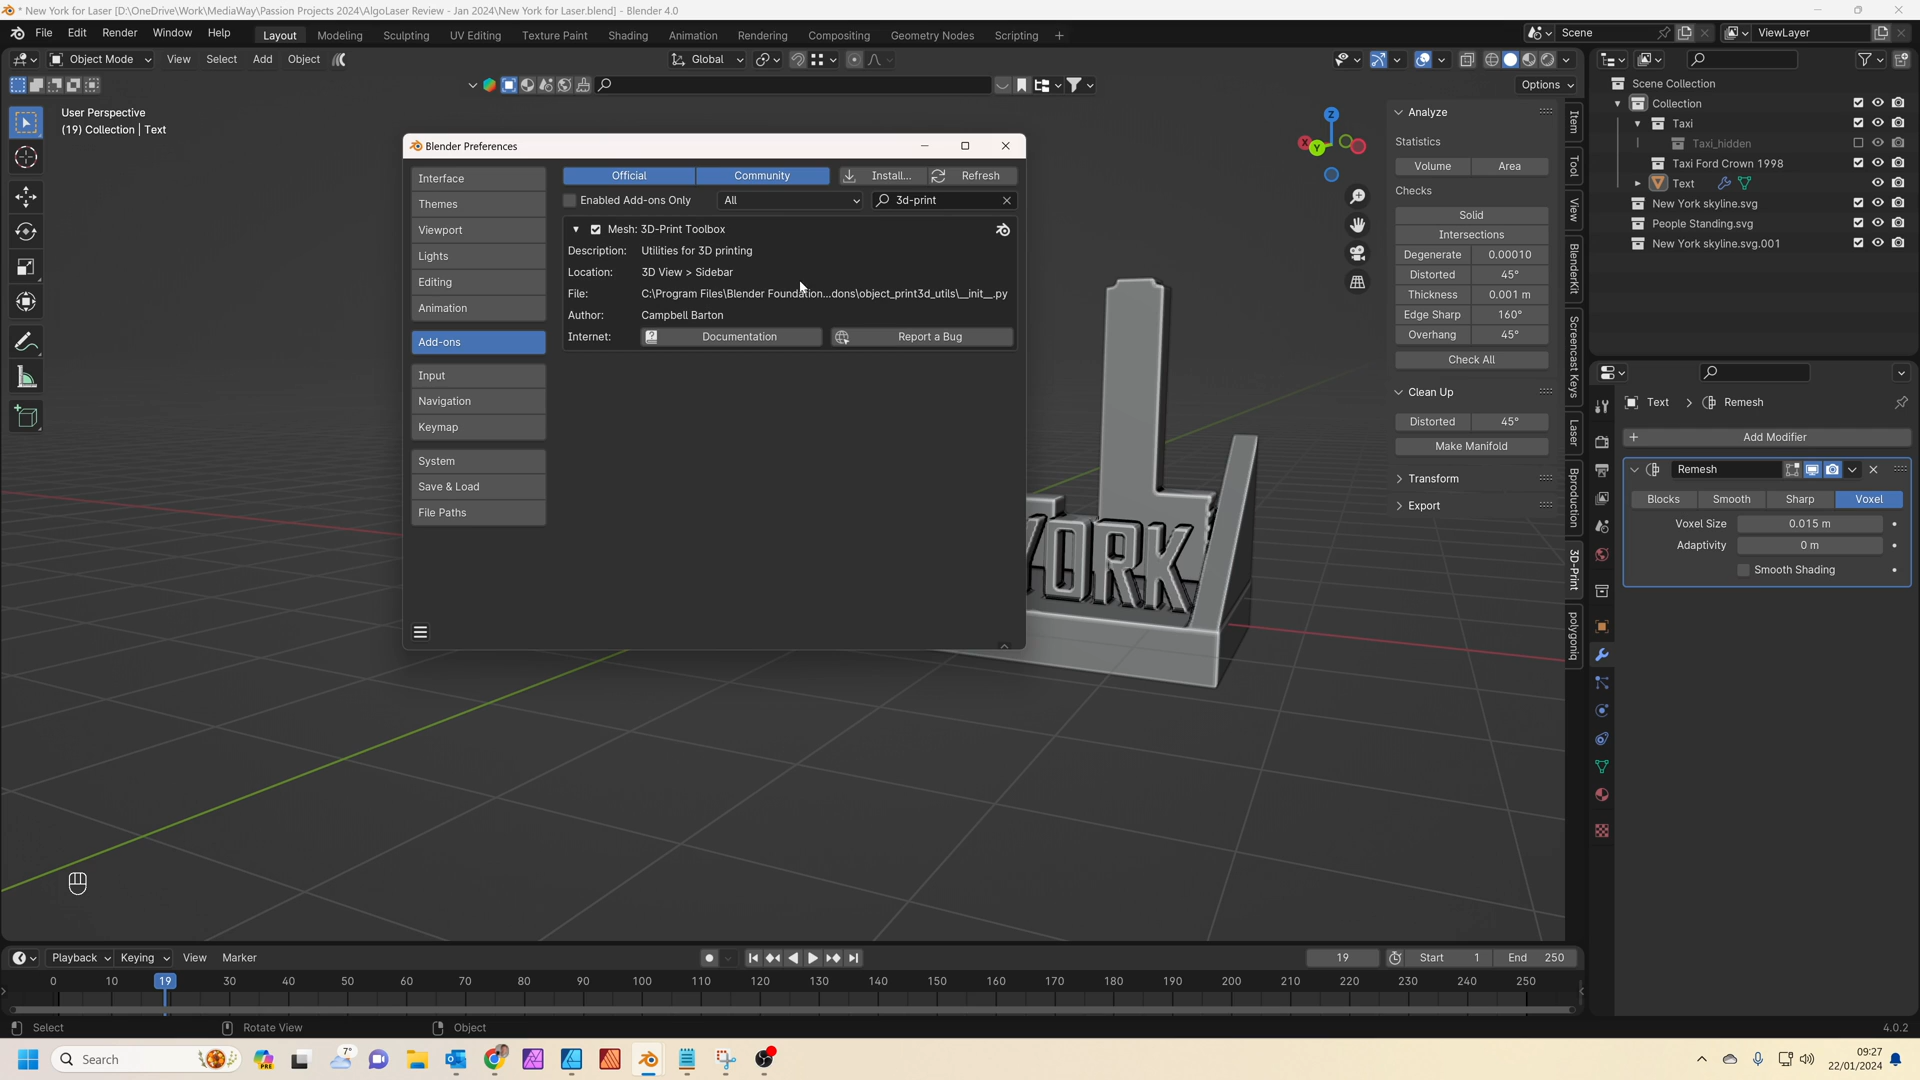 * New York for Laser [D:\OneDrive\Work\MediaWay\Passion Projects 2024\AlgoLaser Review - Jan 2024\New York for Laser.blend] - Blender 4.0
File Edit Render Window Help
Layout Modeling Sculpting UV Editing Texture Paint Shading Animation Rendering Compositing Geometry Nodes Scripting +
Scene
ViewLayer
Object Mode View Select Add Object
Global
Options
User Perspective
(19) Collection | Text
Z
X
Y
Blender Preferences
Interface
Themes
Viewport
Lights
Editing
Animation
Add-ons
Input
Navigation
Keymap
System
Save & Load
File Paths
Official Community Install... Refresh
Enabled Add-ons Only All 3d-print
Mesh: 3D-Print Toolbox
Description: Utilities for 3D printing
Location: 3D View > Sidebar
File: C:\Program Files\Blender Foundation...dons\object_print3d_utils\__init__.py
Author: Campbell Barton
Internet: Documentation Report a Bug
YORK
Analyze
Statistics
Volume Area
Checks
Solid
Intersections
Degenerate 0.00010
Distorted 45°
Thickness 0.001 m
Edge Sharp 160°
Overhang 45°
Check All
Clean Up
Distorted 45°
Make Manifold
Transform
Export
Item
Tool
View
BlenderKit
Screencast Keys
Laser
Bproduction
3D-Print
polygoniq
Scene Collection
Collection
Taxi
Taxi_hidden
Taxi Ford Crown 1998
Text
New York skyline.svg
People Standing.svg
New York skyline.svg.001
Text > Remesh
Add Modifier
Remesh
Blocks Smooth Sharp Voxel
Voxel Size 0.015 m
Adaptivity 0 m
Smooth Shading
Playback Keying View Marker
19 Start 1 End 250
0 10 19 30 40 50 60 70 80 90 100 110 120 130 140 150 160 170 180 190 200 210 220 230 240 250
Select Rotate View Object
4.0.2
Search
PRE
7°
09:27
22/01/2024